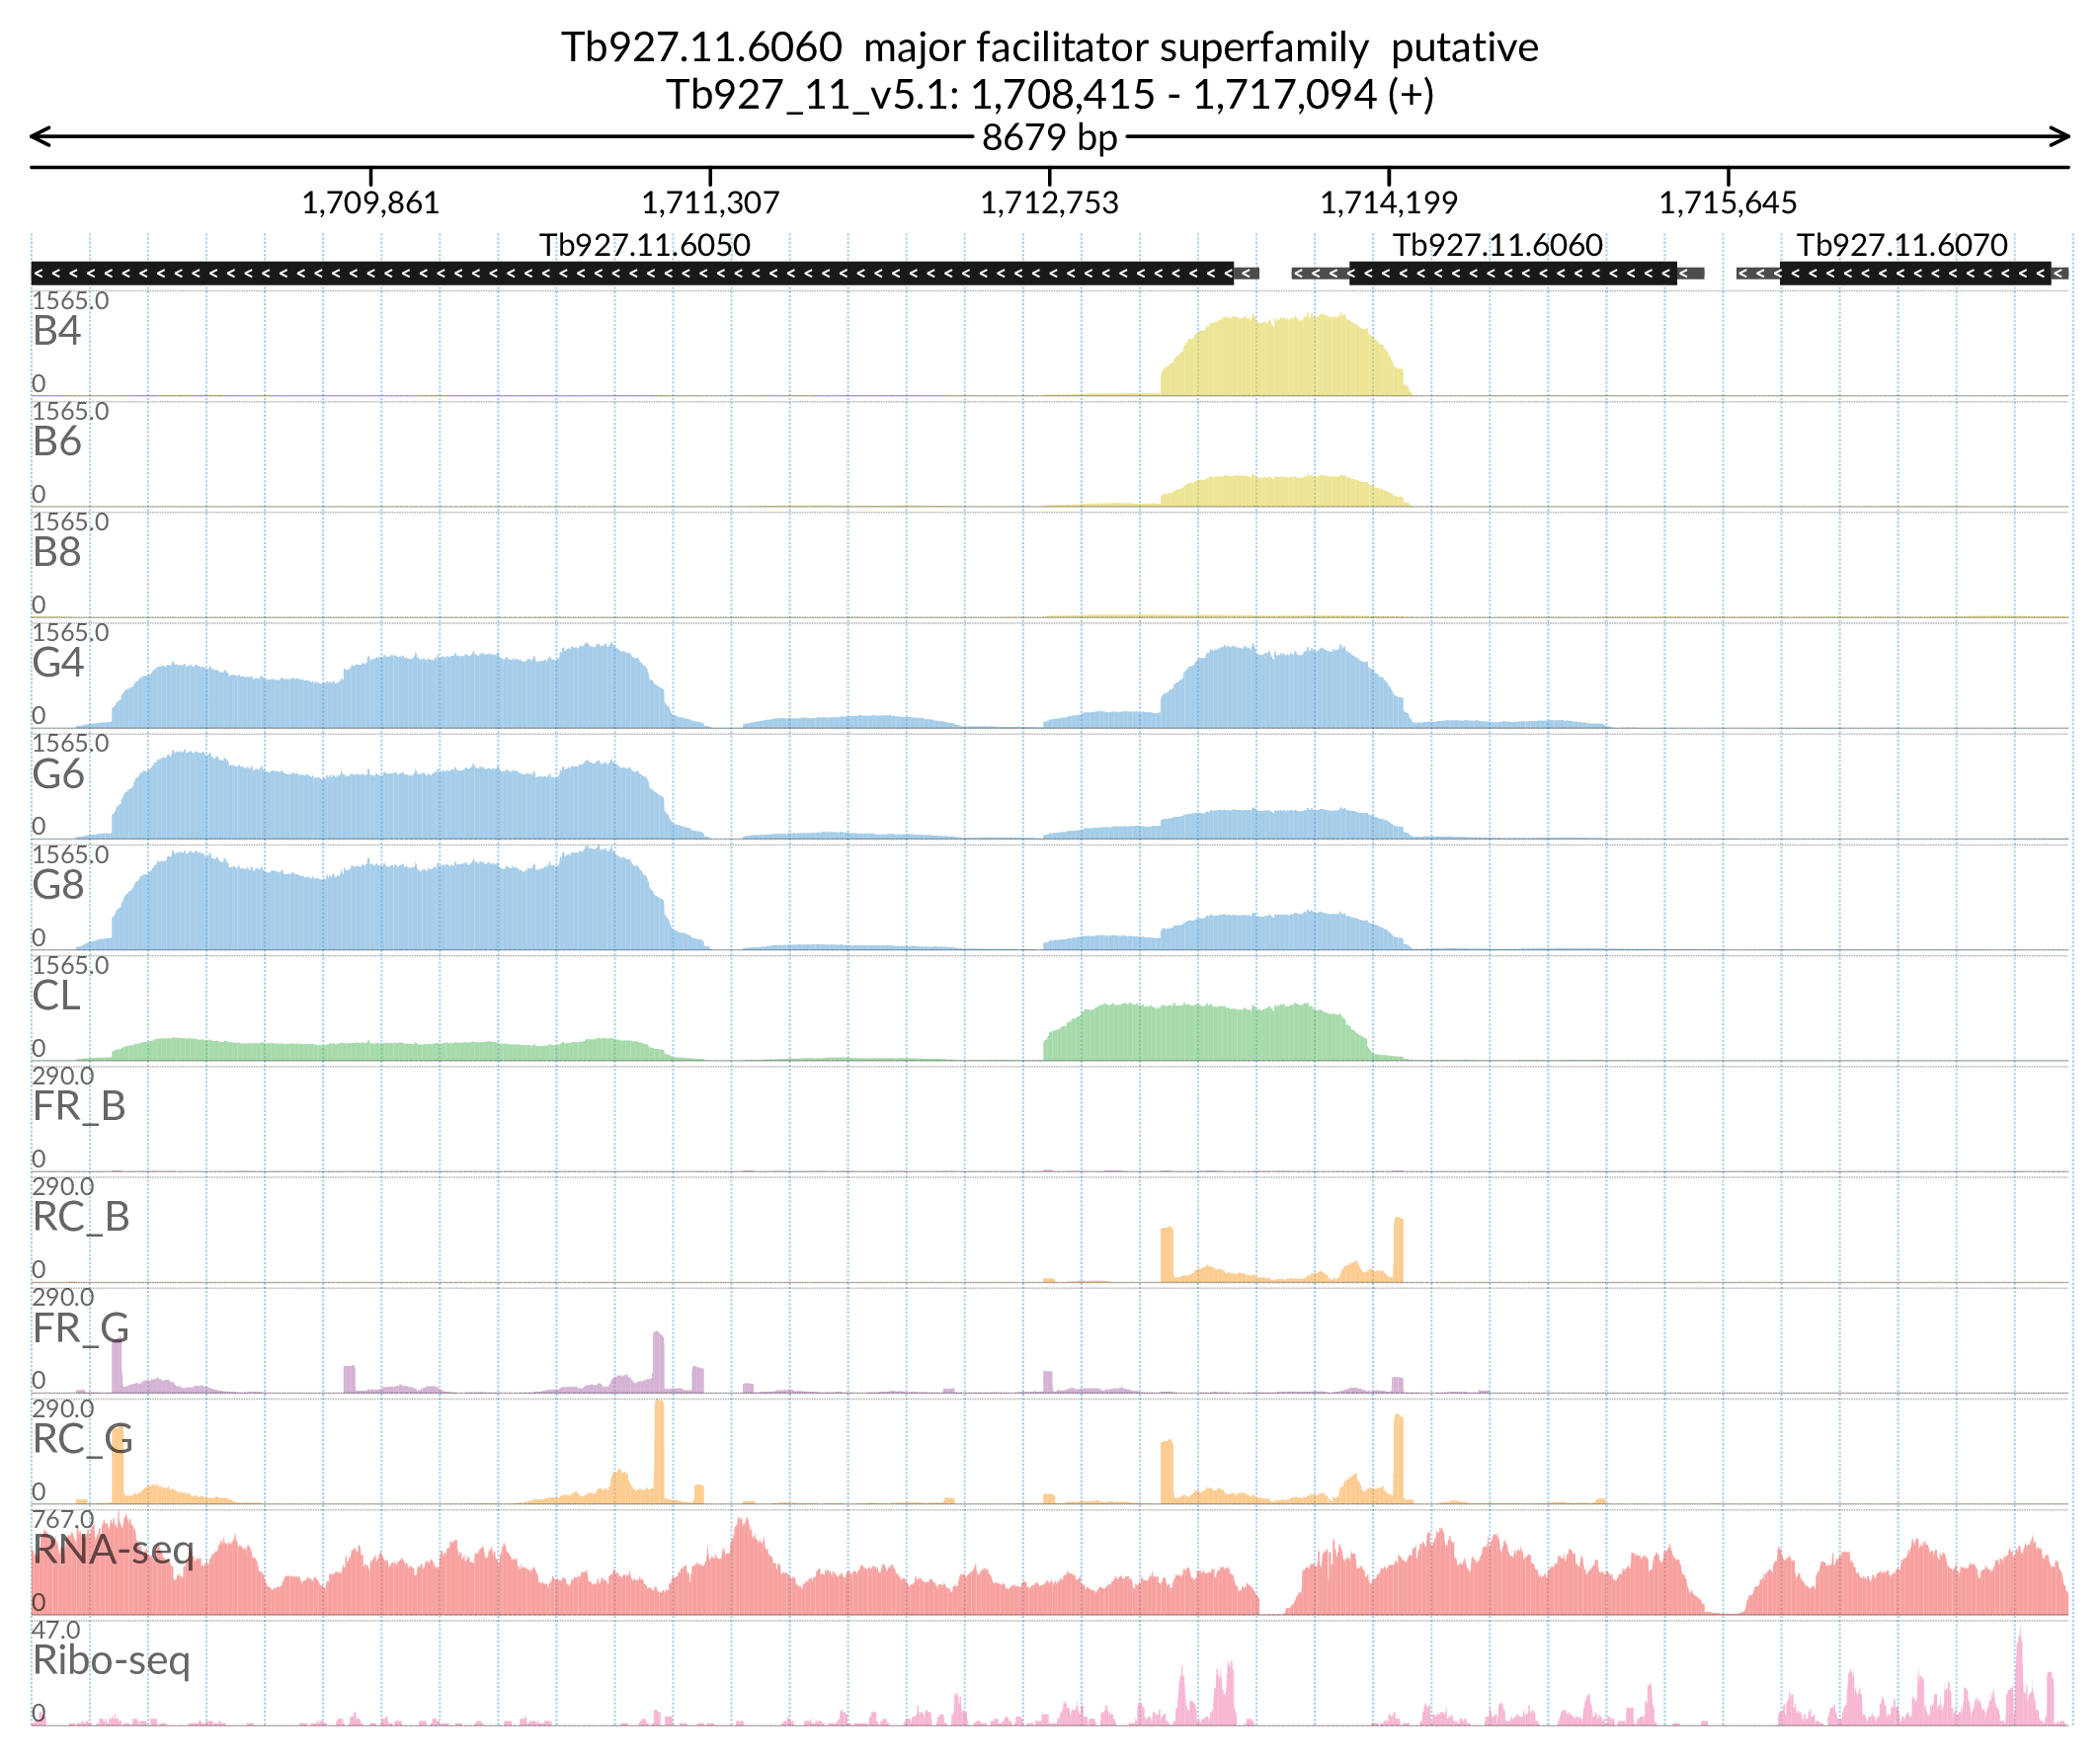 Tb927.11.6060 major facilitator superfamily putative
Tb927_11_v5.1: 1,708,415 - 1,717,094 (+)
8679 bp
1,709,861 1,711,307 1,712,753 1,714,199 1,715,645
Tb927.11.6050 Tb927.11.6060 Tb927.11.6070
1565.0
B4
0
1565.0
B6
0
1565.0
B8
0
1565.0
G4
0
1565.0
G6
0
1565.0
G8
0
1565.0
CL
0
290.0
FR_B
0
290.0
RC_B
0
290.0
FR_G
0
290.0
RC_G
0
767.0
RNA-seq
0
47.0
Ribo-seq
0